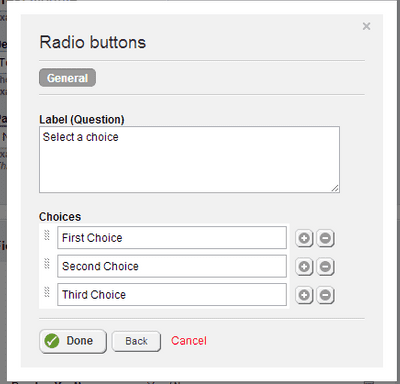 Radio buttons
General
Label (Question)
Select a choice
Choices
First Choice
Second Choice
Third Choice
Done
Back
Cancel